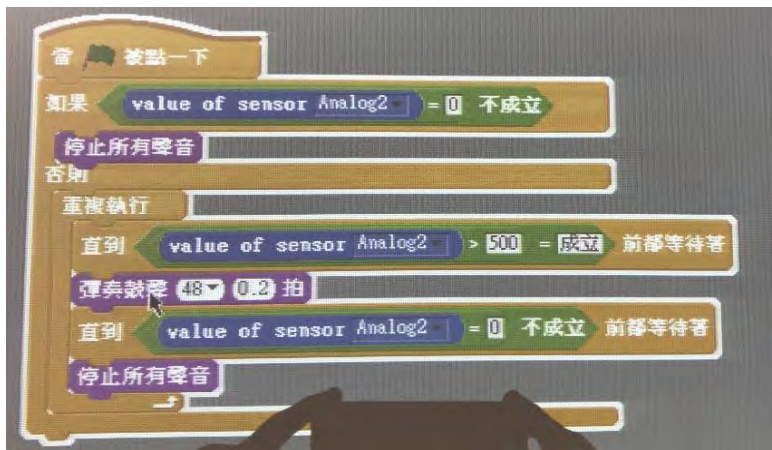 當 被點一下
如果 value of sensor Analog2 = 0 不成立
停止所有聲音
否則
重複執行
直到 value of sensor Analog2 > 500 = 成立 前都等待著
彈奏鼓聲 48 0.2 拍
直到 value of sensor Analog2 = 0 不成立 前都等待著
停止所有聲音